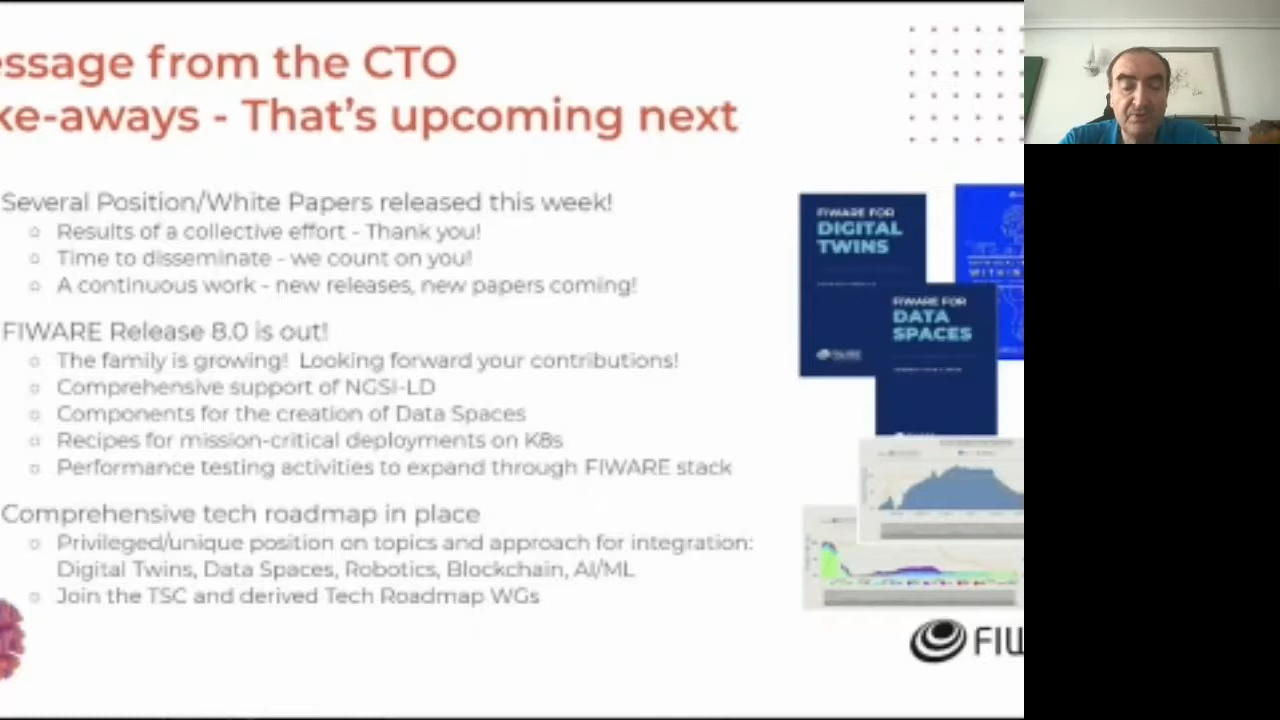 essage from the CTO
ke-aways - That's upcoming next
Several Position/White Papers released this week!
Results of a collective effort - Thank you!
Time to disseminate - we count on you!
A continuous work - new releases, new papers coming!
FIWARE Release 8.0 is out!
The family is growing! Looking forward your contributions!
Comprehensive support of NGSI-LD
Components for the creation of Data Spaces
Recipes for mission-critical deployments on K8s
Performance testing activities to expand through FIWARE stack
Comprehensive tech roadmap in place
Privileged/unique position on topics and approach for integration:
Digital Twins, Data Spaces, Robotics, Blockchain, AI/ML
Join the TSC and derived Tech Roadmap WGs
FIWARE FOR
DIGITAL
TWINS
FIWARE FOR
DATA
SPACES
WITHIN
FIW